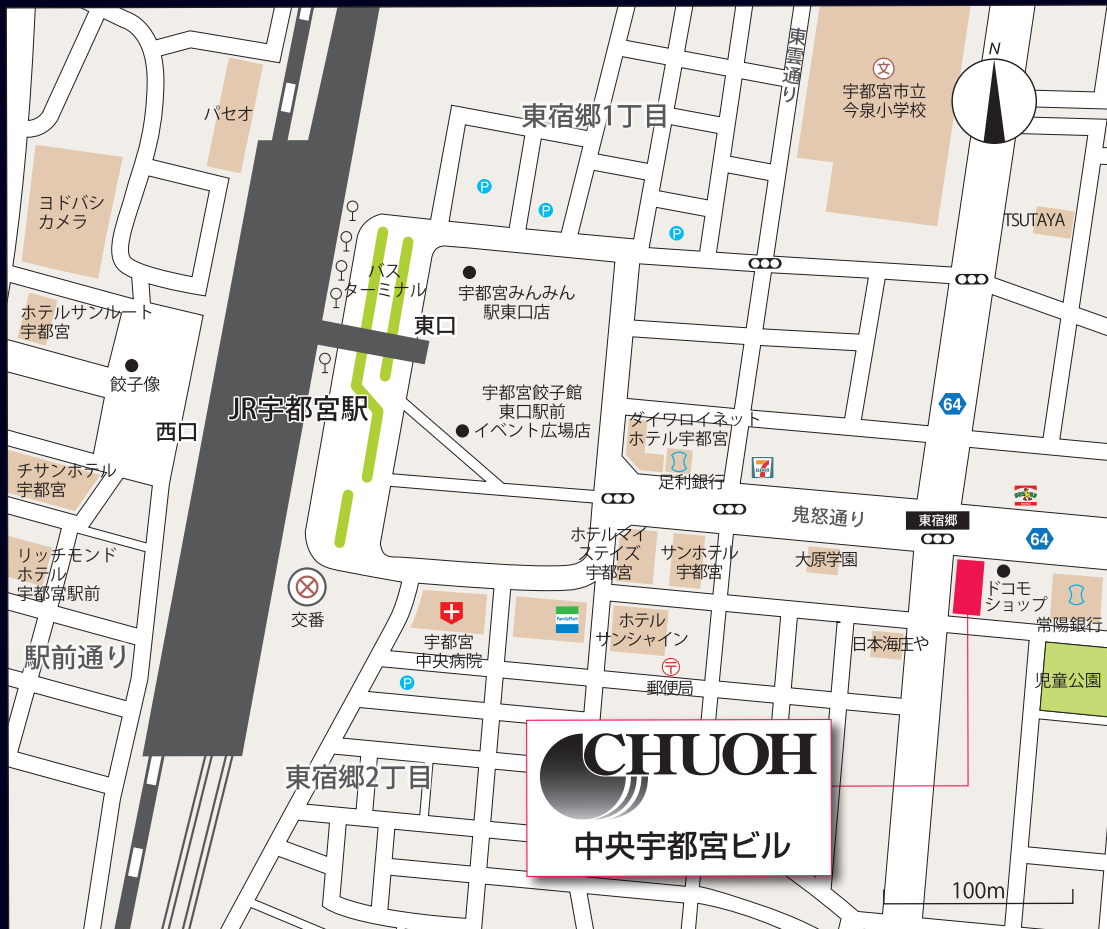 東雲通り
文
宇都宮市立
今泉小学校
N
パセオ
東宿郷1丁目
ヨドバシ
カメラ
P
P
P
TSUTAYA
バス
ターミナル
宇都宮みんみん
駅東口店
ホテルサンルート
宇都宮
東口
餃子像
宇都宮餃子館
東口駅前
イベント広場店
JR宇都宮駅
西口
64
ダイワロイネット
ホテル宇都宮
足利銀行
7
ELEVEN
チサンホテル
宇都宮
鬼怒通り
東宿郷
64
ホテルマイ
ステイズ
宇都宮
サンホテル
宇都宮
大原学園
リッチモンド
ホテル
宇都宮駅前
交番
ドコモ
ショップ
常陽銀行
FamilyMart
宇都宮
中央病院
ホテル
サンシャイン
日本海庄や
駅前通り
〒
郵便局
児童公園
P
東宿郷2丁目
CHUOH
中央宇都宮ビル
100m